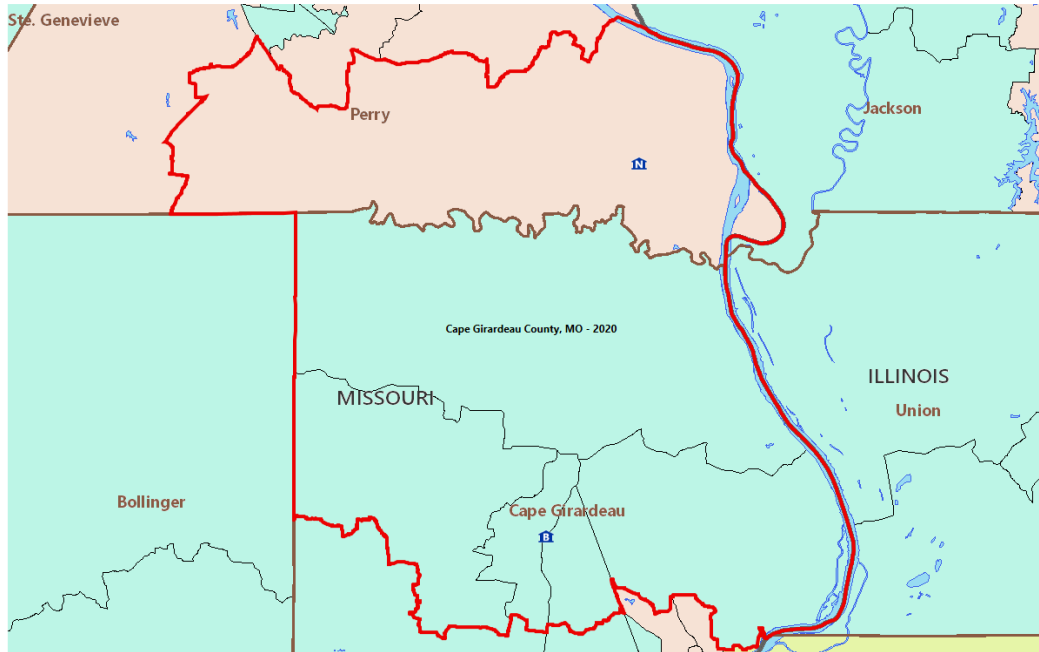 Ste. Genevieve
Perry
Jackson
N
Cape Girardeau County, MO - 2020
MISSOURI
ILLINOIS
Union
Bollinger
Cape Girardeau
B